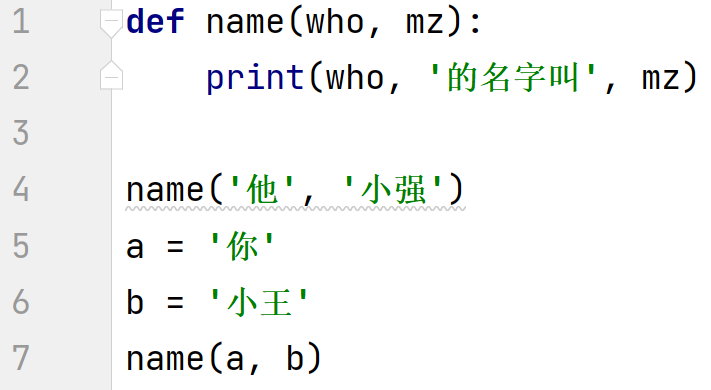 1 def name(who, mz):
2     print(who, '的名字叫', mz)
3
4 name('他', '小强')
5 a = '你'
6 b = '小王'
7 name(a, b)